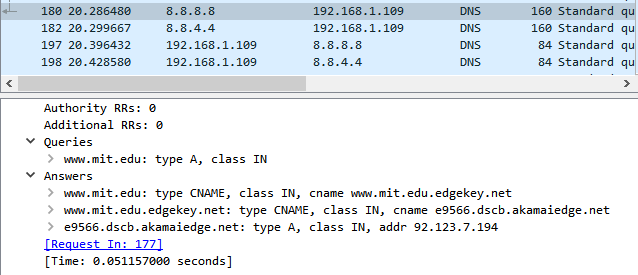 180 20.286480 8.8.8.8 192.168.1.109 DNS 160 Standard qu
182 20.299667 8.8.4.4 192.168.1.109 DNS 160 Standard qu
197 20.396432 192.168.1.109 8.8.8.8 DNS 84 Standard qu
198 20.428580 192.168.1.109 8.8.4.4 DNS 84 Standard qu
Authority RRs: 0
Additional RRs: 0
Queries
www.mit.edu: type A, class IN
Answers
www.mit.edu: type CNAME, class IN, cname www.mit.edu.edgekey.net
www.mit.edu.edgekey.net: type CNAME, class IN, cname e9566.dscb.akamaiedge.net
e9566.dscb.akamaiedge.net: type A, class IN, addr 92.123.7.194
[Request In: 177]
[Time: 0.051157000 seconds]